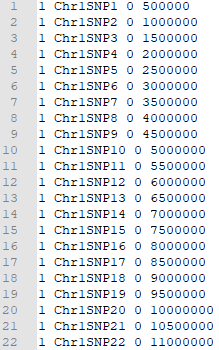 1 1 Chr1SNP1 0 500000
2 1 Chr1SNP2 0 1000000
3 1 Chr1SNP3 0 1500000
4 1 Chr1SNP4 0 2000000
5 1 Chr1SNP5 0 2500000
6 1 Chr1SNP6 0 3000000
7 1 Chr1SNP7 0 3500000
8 1 Chr1SNP8 0 4000000
9 1 Chr1SNP9 0 4500000
10 1 Chr1SNP10 0 5000000
11 1 Chr1SNP11 0 5500000
12 1 Chr1SNP12 0 6000000
13 1 Chr1SNP13 0 6500000
14 1 Chr1SNP14 0 7000000
15 1 Chr1SNP15 0 7500000
16 1 Chr1SNP16 0 8000000
17 1 Chr1SNP17 0 8500000
18 1 Chr1SNP18 0 9000000
19 1 Chr1SNP19 0 9500000
20 1 Chr1SNP20 0 10000000
21 1 Chr1SNP21 0 10500000
22 1 Chr1SNP22 0 11000000